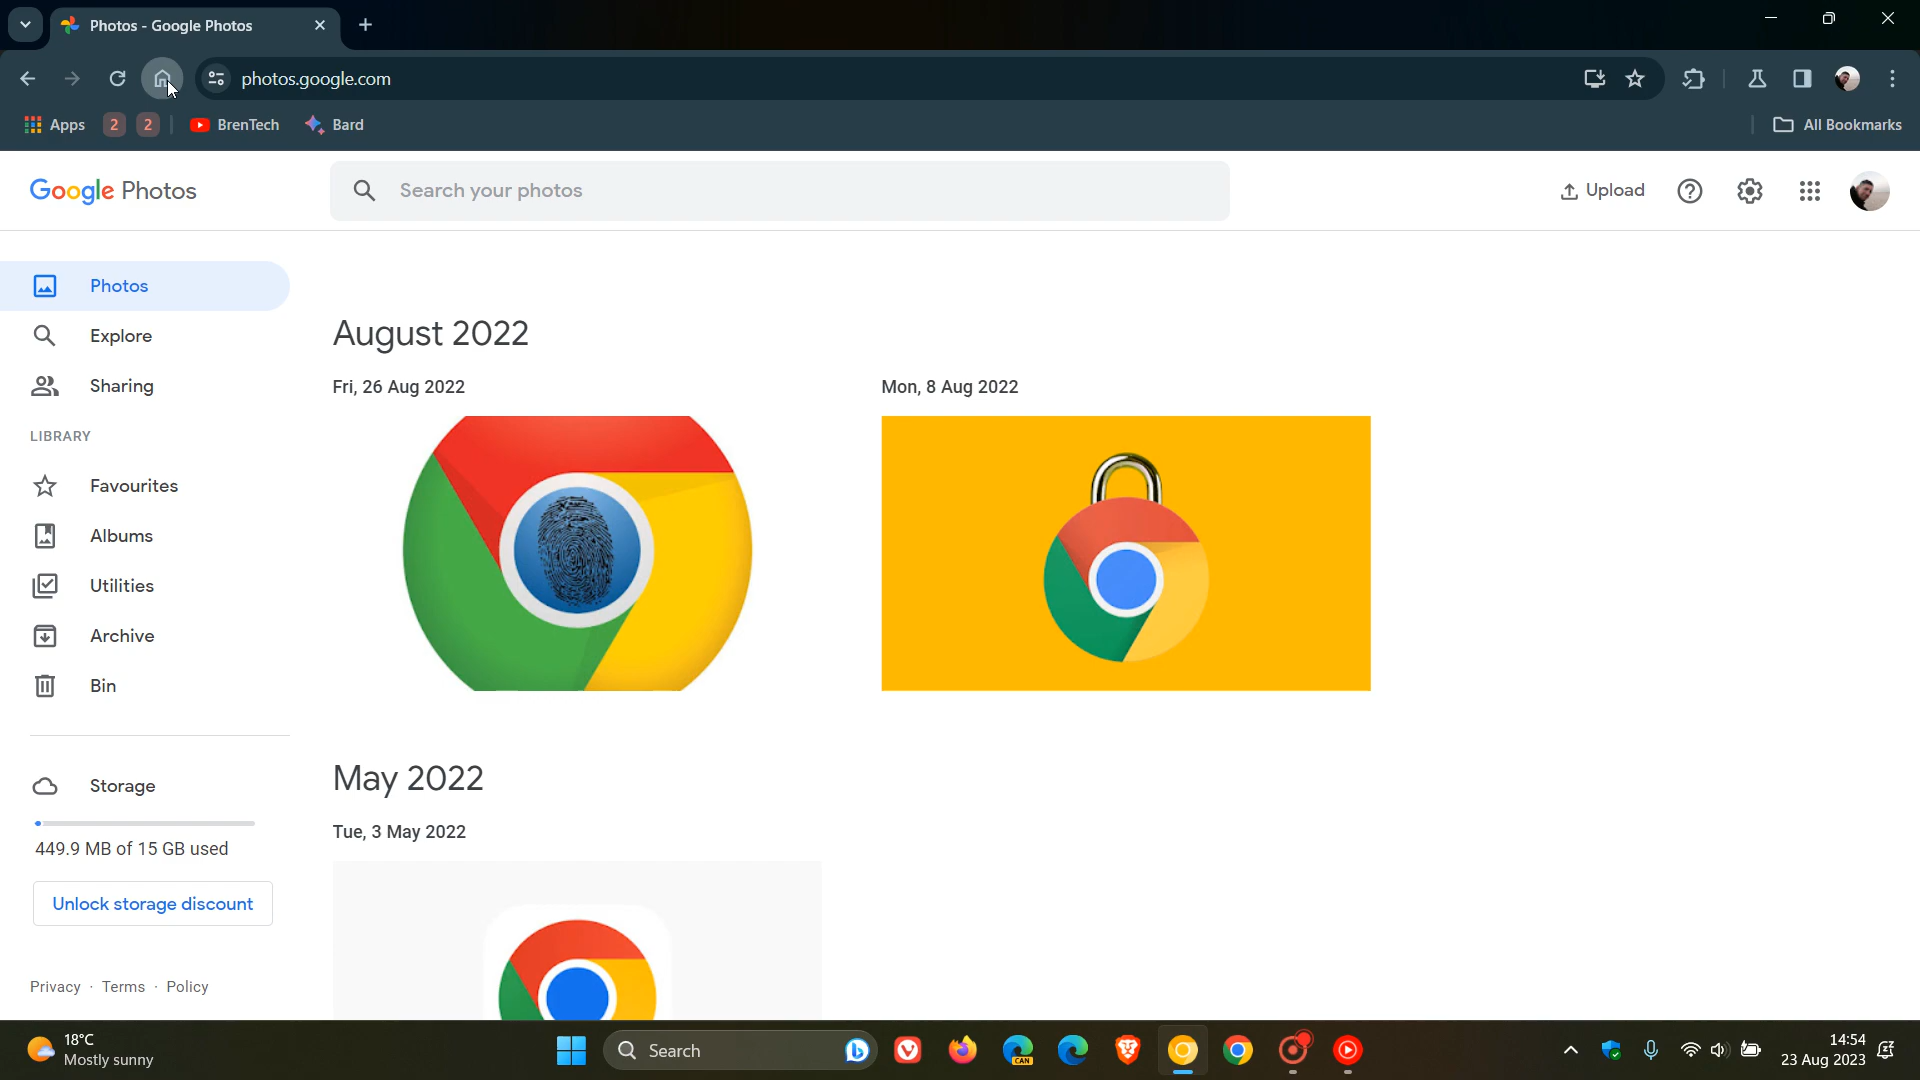 Photos - Google Photos
photos.google.com
Apps
2
2
BrenTech
Bard
All Bookmarks
Google Photos
Search your photos
Upload
Photos
Explore
Sharing
LIBRARY
Favourites
Albums
Utilities
Archive
Bin
Storage
449.9 MB of 15 GB used
Unlock storage discount
Privacy · Terms · Policy
August 2022
Fri, 26 Aug 2022
Mon, 8 Aug 2022
May 2022
Tue, 3 May 2022
18°C
Mostly sunny
Search
CAN
14:54
23 Aug 2023